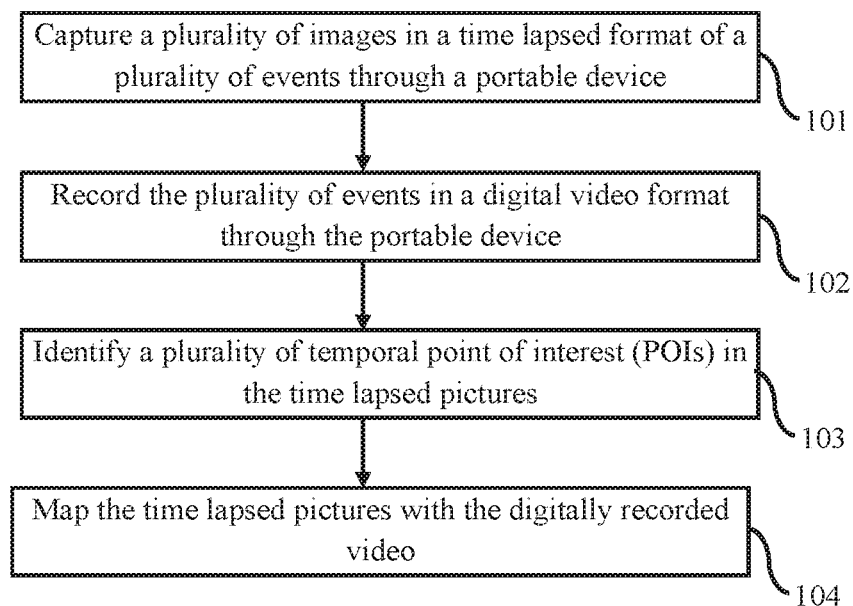 Capture a plurality of images in a time lapsed format of a
plurality of events through a portable device
101
Record the plurality of events in a digital video format
through the portable device
102
Identify a plurality of temporal point of interest (POIs) in
the time lapsed pictures
103
Map the time lapsed pictures with the digitally recorded
video
104